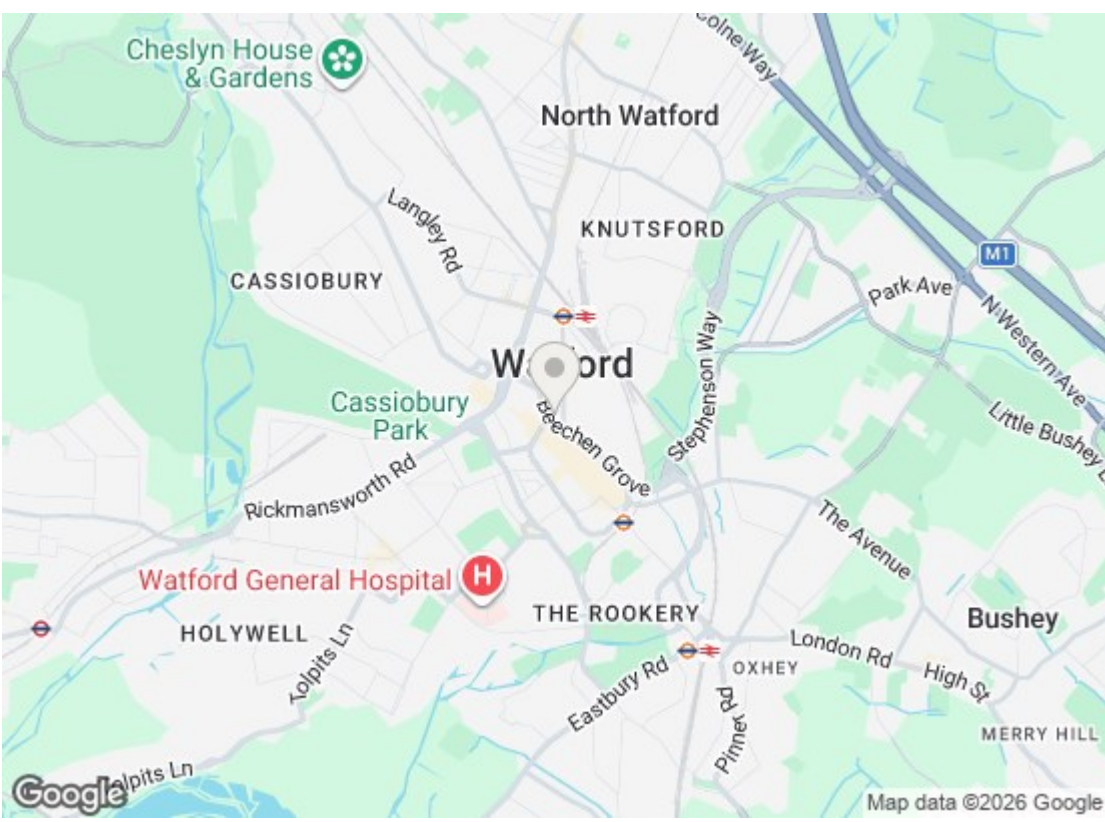 Colne Way
Cheslyn House
& Gardens
North Watford
Langley Rd
KNUTSFORD
M1
CASSIOBURY
Park Ave
N Western Ave
Stephenson Way
Cassiobury
Park
Beechen Grove
Little Bushey L
Rickmansworth Rd
The Avenue
Watford General Hospital
H
THE ROOKERY
Bushey
HOLYWELL
London Rd
Tolpits Ln
OXHEY
High St
Eastbury Rd
Pinner Rd
MERRY HILL
Google
Map data ©2026 Google